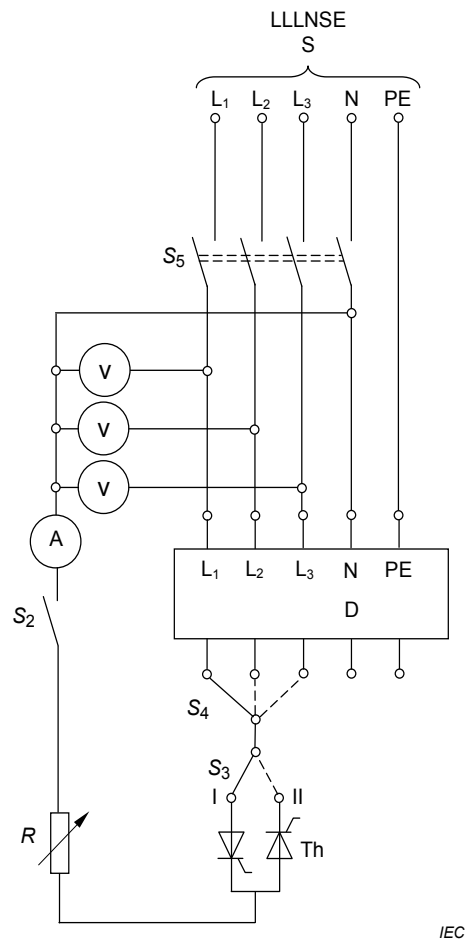 LLLNSE
S
L₁ L₂ L₃ N PE
S₅
V
V
V
A
L₁ L₂ L₃ N PE
D
S₂
S₄
S₃
I II
R
Th
IEC